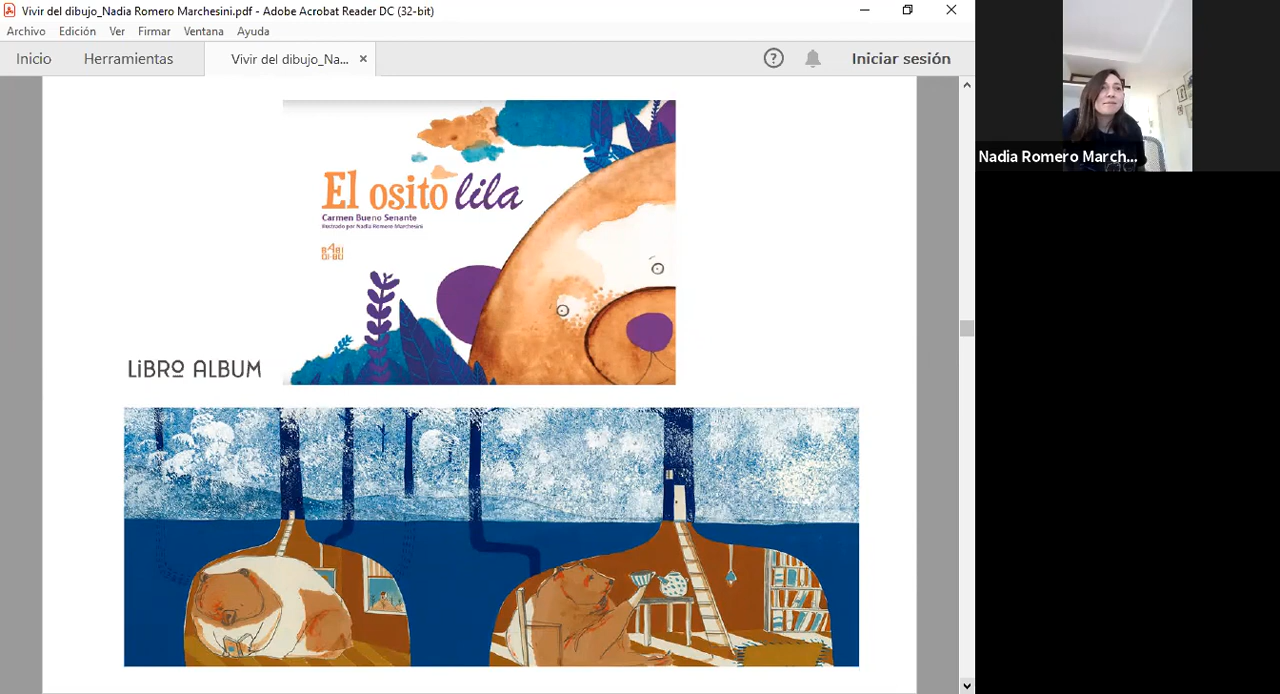 Vivir del dibujo_Nadia Romero Marchesini.pdf - Adobe Acrobat Reader DC (32-bit)
Archivo Edición Ver Firmar Ventana Ayuda
Inicio Herramientas Vivir del dibujo_Na... × Iniciar sesión
El osito lila
Carmen Bueno Senante
Ilustrado por Nadia Romero Marchesini
LIBRO ALBUM
Nadia Romero March...